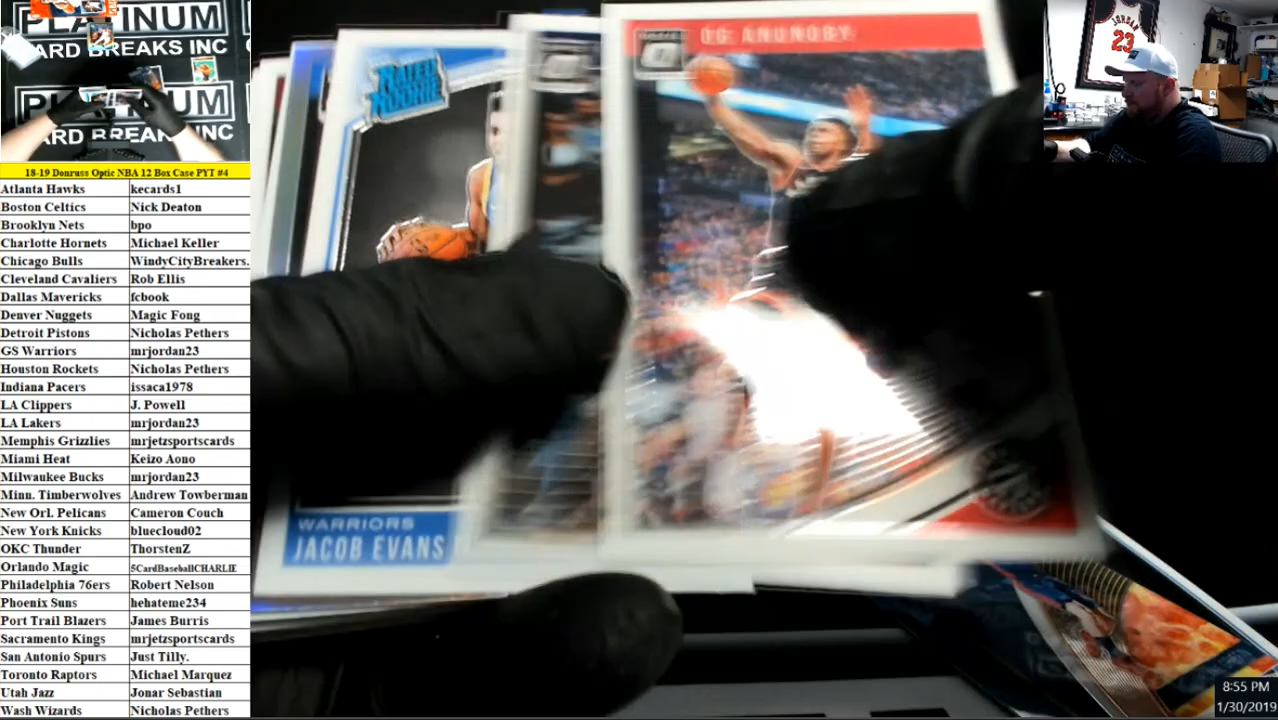 PLATINUM
CARD BREAKS INC
PLATINUM
CARD BREAKS INC
18-19 Donruss Optic NBA 12 Box Case PYT #4
Atlanta Hawks kecards1
Boston Celtics Nick Deaton
Brooklyn Nets bpo
Charlotte Hornets Michael Keller
Chicago Bulls WindyCityBreakers.
Cleveland Cavaliers Rob Ellis
Dallas Mavericks fcbook
Denver Nuggets Magic Fong
Detroit Pistons Nicholas Pethers
GS Warriors mrjordan23
Houston Rockets Nicholas Pethers
Indiana Pacers issaca1978
LA Clippers J. Powell
LA Lakers mrjordan23
Memphis Grizzlies mrjetzsportscards
Miami Heat Keizo Aono
Milwaukee Bucks mrjordan23
Minn. Timberwolves Andrew Towberman
New Orl. Pelicans Cameron Couch
New York Knicks bluecloud02
OKC Thunder ThorstenZ
Orlando Magic 5CardBaseballCHARLIE
Philadelphia 76ers Robert Nelson
Phoenix Suns hehateme234
Port Trail Blazers James Burris
Sacramento Kings mrjetzsportscards
San Antonio Spurs Just Tilly.
Toronto Raptors Michael Marquez
Utah Jazz Jonar Sebastian
Wash Wizards Nicholas Pethers
RATED
ROOKIE
WARRIORS
JACOB EVANS
OG ANUNOBY
JORDAN
23
8:55 PM
1/30/2019